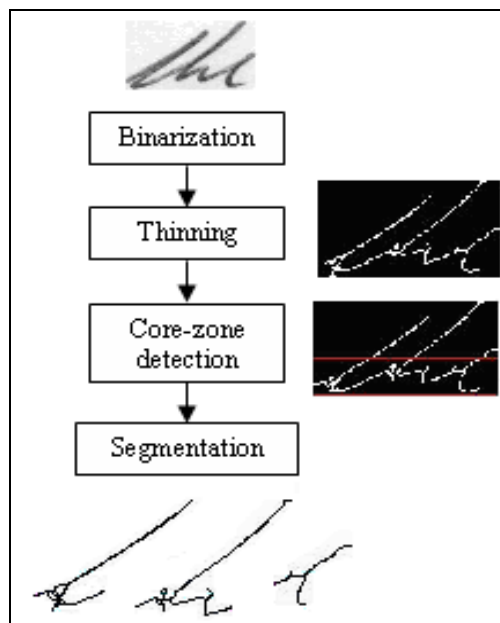 Binarization
Thinning
Core-zone
detection
Segmentation